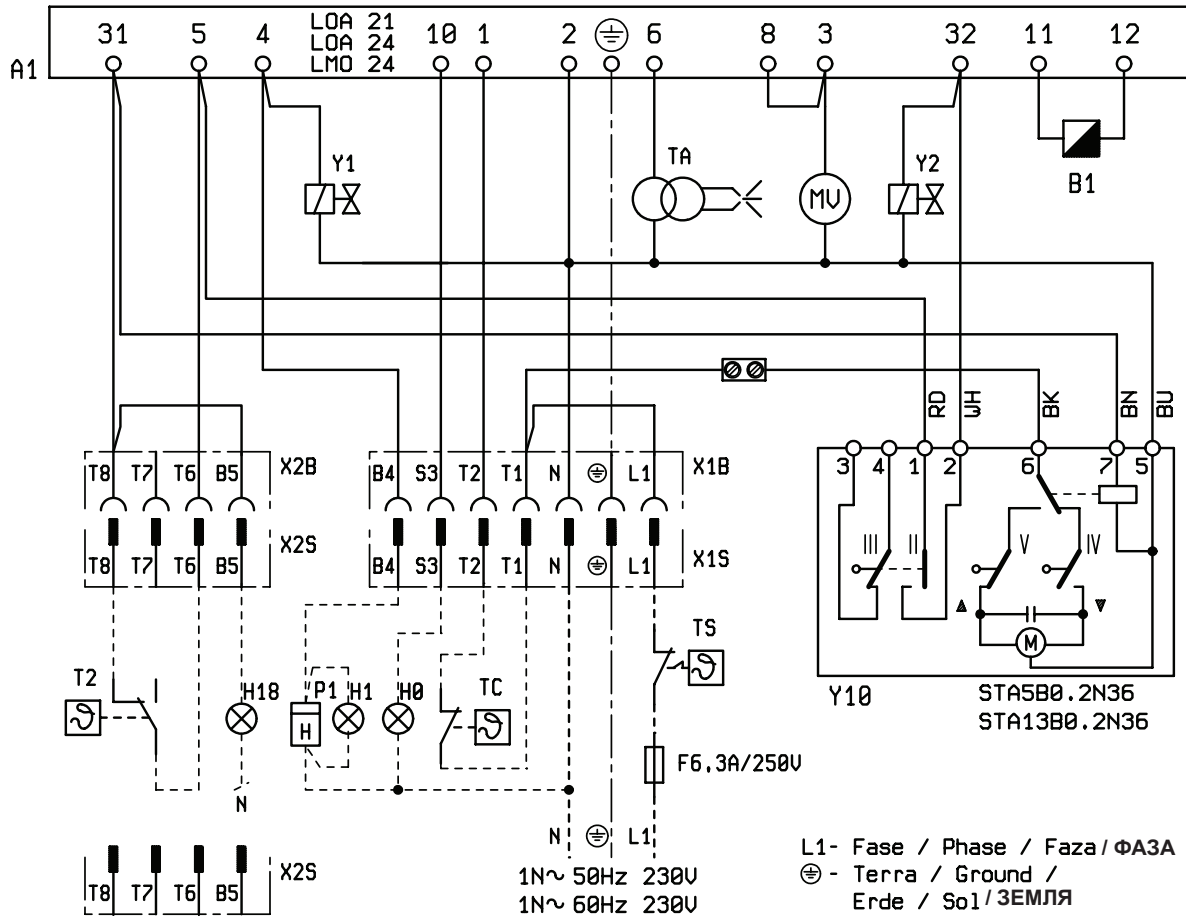 31 5 4 LOA 21 10 1 2 6 8 3 32 11 12
LOA 24
LMO 24
A1
Y1
TA
MV
Y2
B1
RD
WH
BK
BN
BU
T8 T7 T6 B5 X2B
B4 S3 T2 T1 N L1 X1B
3 4 1 2 6 7 5
X2S
T8 T7 T6 B5
B4 S3 T2 T1 N L1 X1S
III II V IV
M
Y10
STA5B0.2N36
STA13B0.2N36
TS
T2
H18
P1 H1 H0 TC
H
N
F6,3A/250V
N L1
1N~ 50Hz 230V
1N~ 60Hz 230V
T8 T7 T6 B5 X2S
L1- Fase / Phase / Faza / ФАЗА
- Terra / Ground /
Erde / Sol / ЗЕМЛЯ